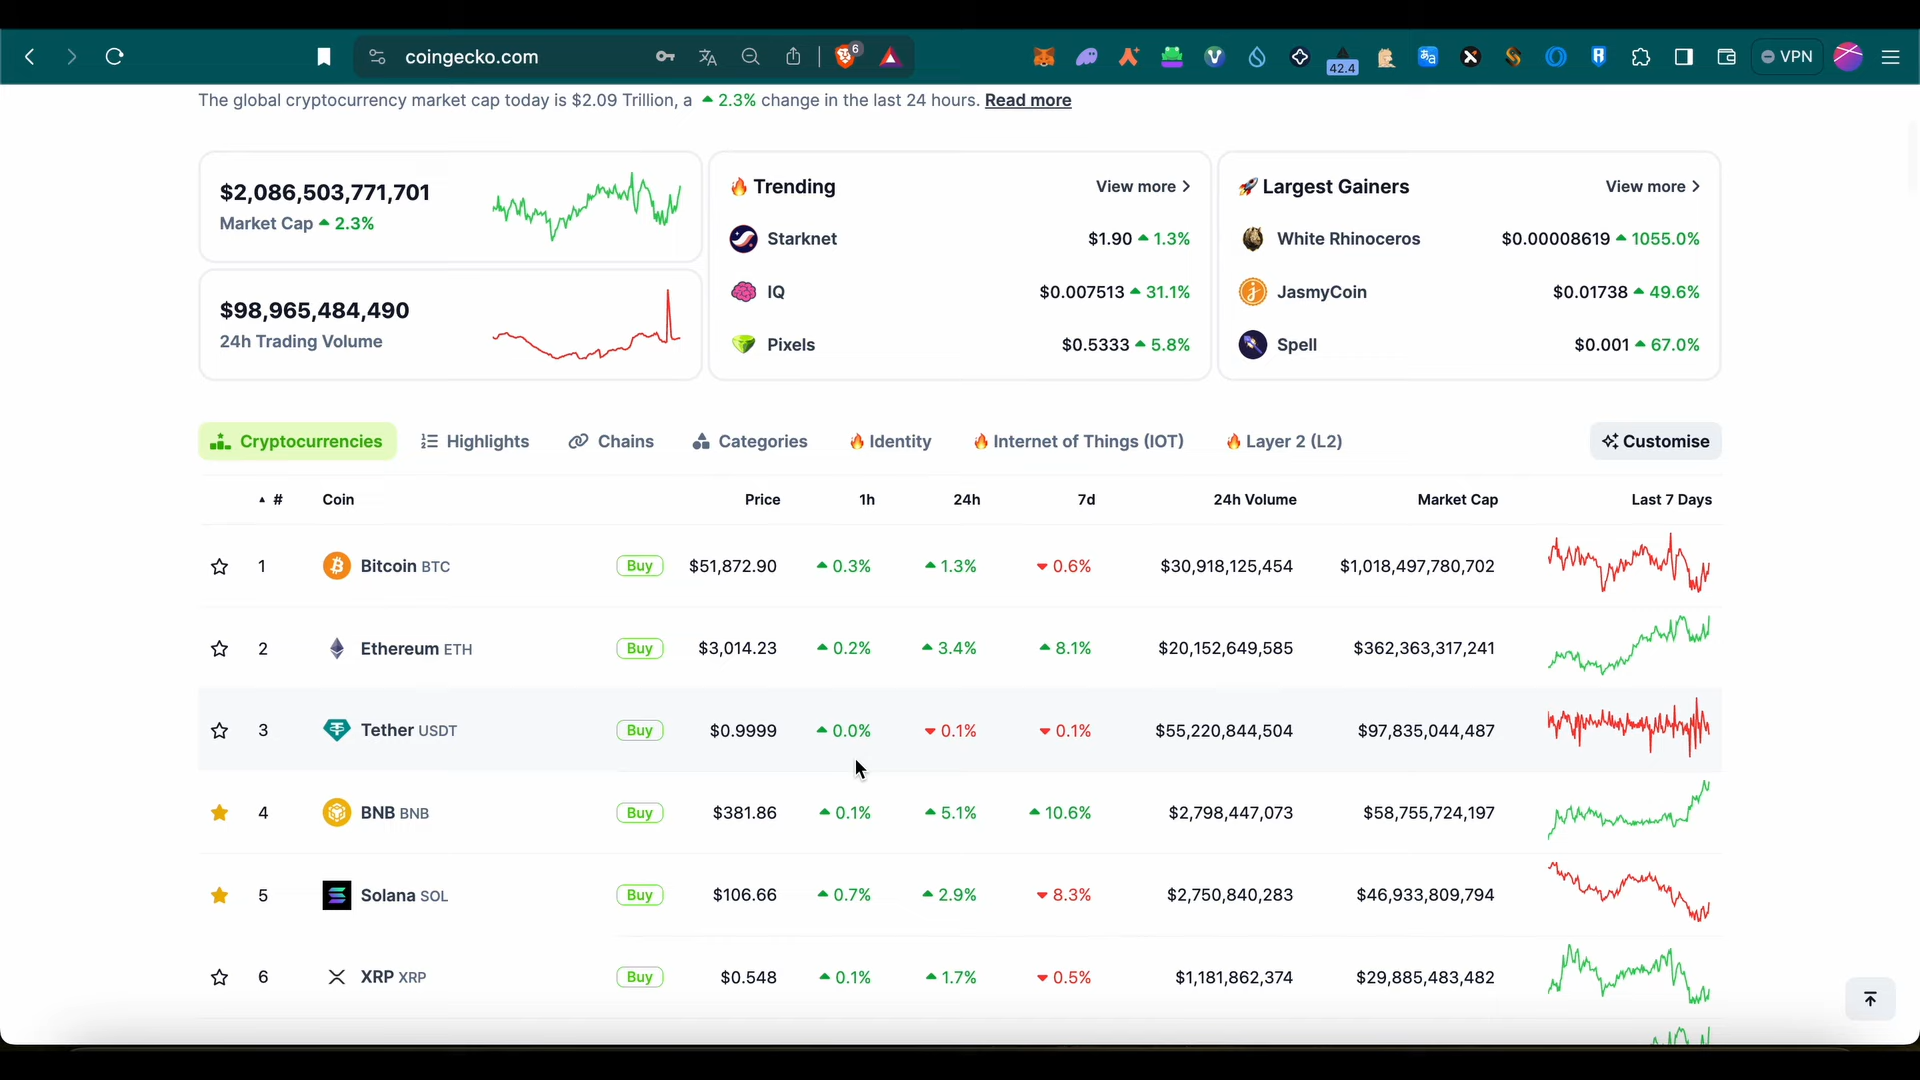 coingecko.com
6
42.4
VPN
The global cryptocurrency market cap today is $2.09 Trillion, a 2.3% change in the last 24 hours. Read more
$2,086,503,771,701
Market Cap 2.3%
$98,965,484,490
24h Trading Volume
Trending View more
Starknet $1.90 1.3%
IQ $0.007513 31.1%
Pixels $0.5333 5.8%
Largest Gainers View more
White Rhinoceros $0.00008619 1055.0%
JasmyCoin $0.01738 49.6%
Spell $0.001 67.0%
Cryptocurrencies Highlights Chains Categories Identity Internet of Things (IOT) Layer 2 (L2) Customise
# Coin Price 1h 24h 7d 24h Volume Market Cap Last 7 Days
1 Bitcoin BTC Buy $51,872.90 0.3% 1.3% 0.6% $30,918,125,454 $1,018,497,780,702
2 Ethereum ETH Buy $3,014.23 0.2% 3.4% 8.1% $20,152,649,585 $362,363,317,241
3 Tether USDT Buy $0.9999 0.0% 0.1% 0.1% $55,220,844,504 $97,835,044,487
4 BNB BNB Buy $381.86 0.1% 5.1% 10.6% $2,798,447,073 $58,755,724,197
5 Solana SOL Buy $106.66 0.7% 2.9% 8.3% $2,750,840,283 $46,933,809,794
6 XRP XRP Buy $0.548 0.1% 1.7% 0.5% $1,181,862,374 $29,885,483,482